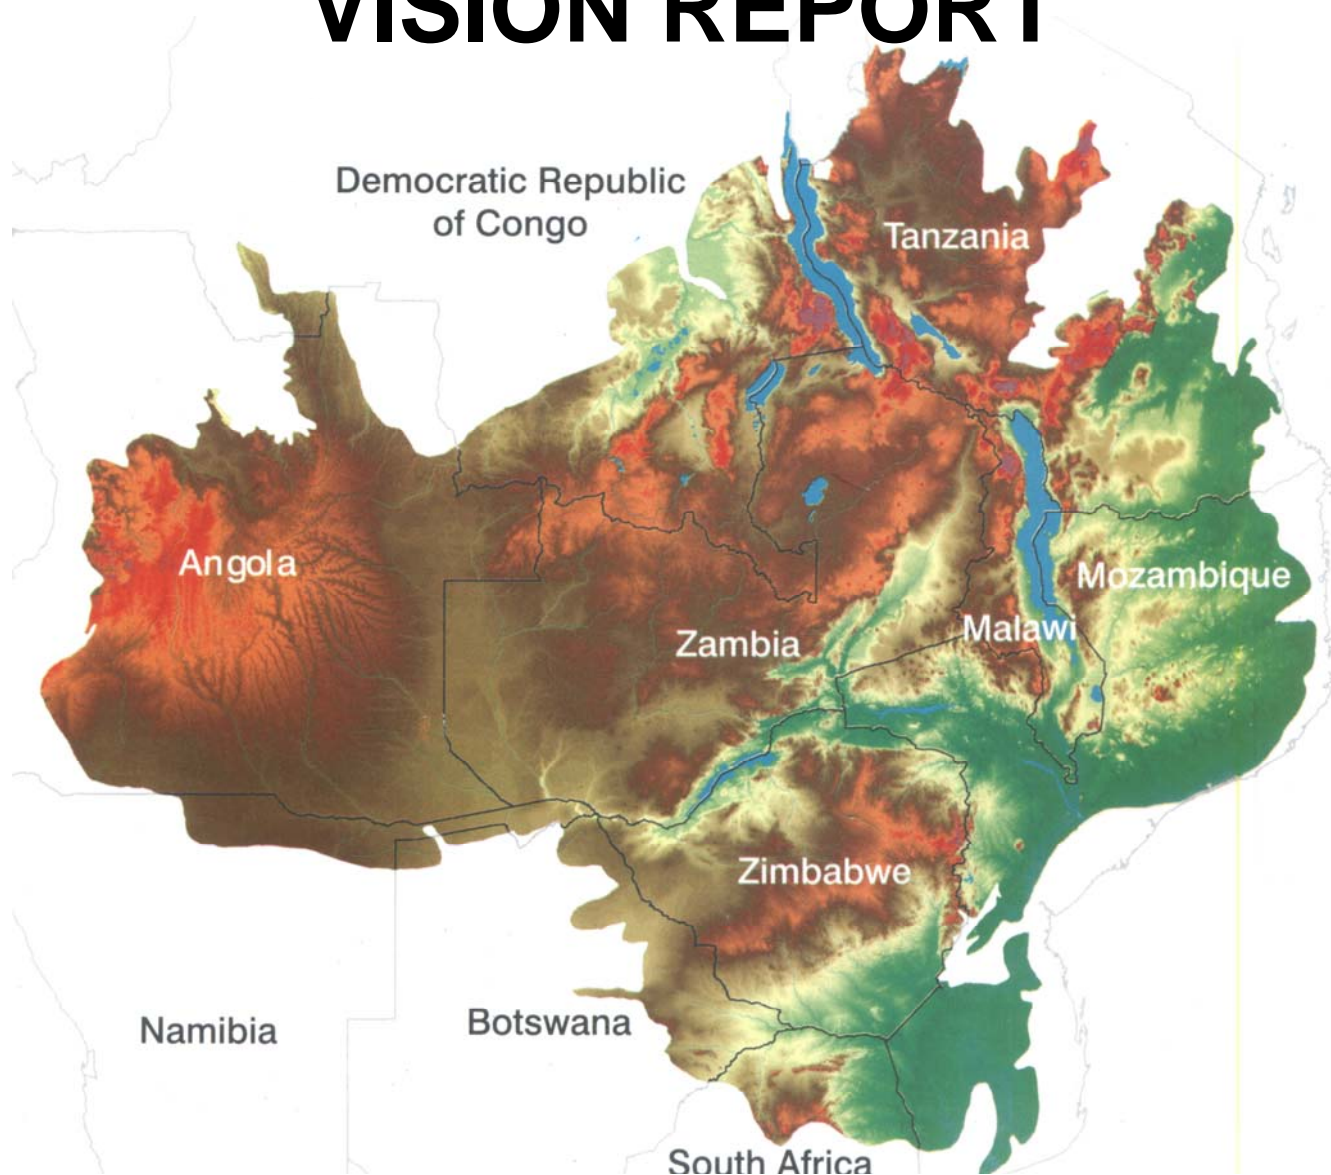 VISION REPORT
Democratic Republic
of Congo
Tanzania
Angola
Mozambique
Malawi
Zambia
Zimbabwe
Botswana
Namibia
South Africa